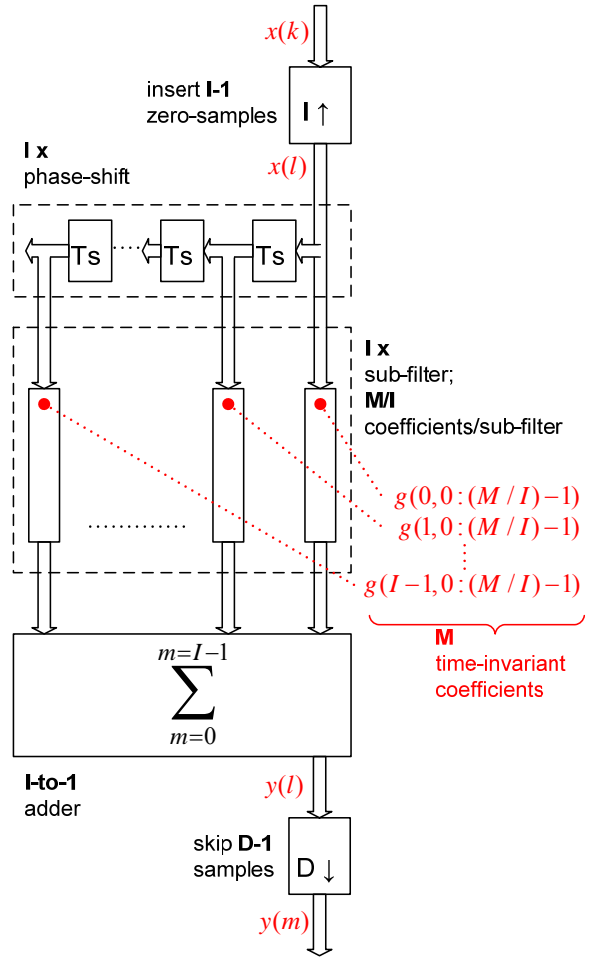 x(k)
insert I-1
zero-samples
I ↑
x(l)
I x
phase-shift
Ts ..... Ts Ts
I x
sub-filter;
M/I
coefficients/sub-filter
g(0,0:(M/I)−1)
g(1,0:(M/I)−1)
g(I−1,0:(M/I)−1)
M
time-invariant
coefficients
m=I−1
∑
m=0
I-to-1
adder
y(l)
skip D-1
samples
D ↓
y(m)